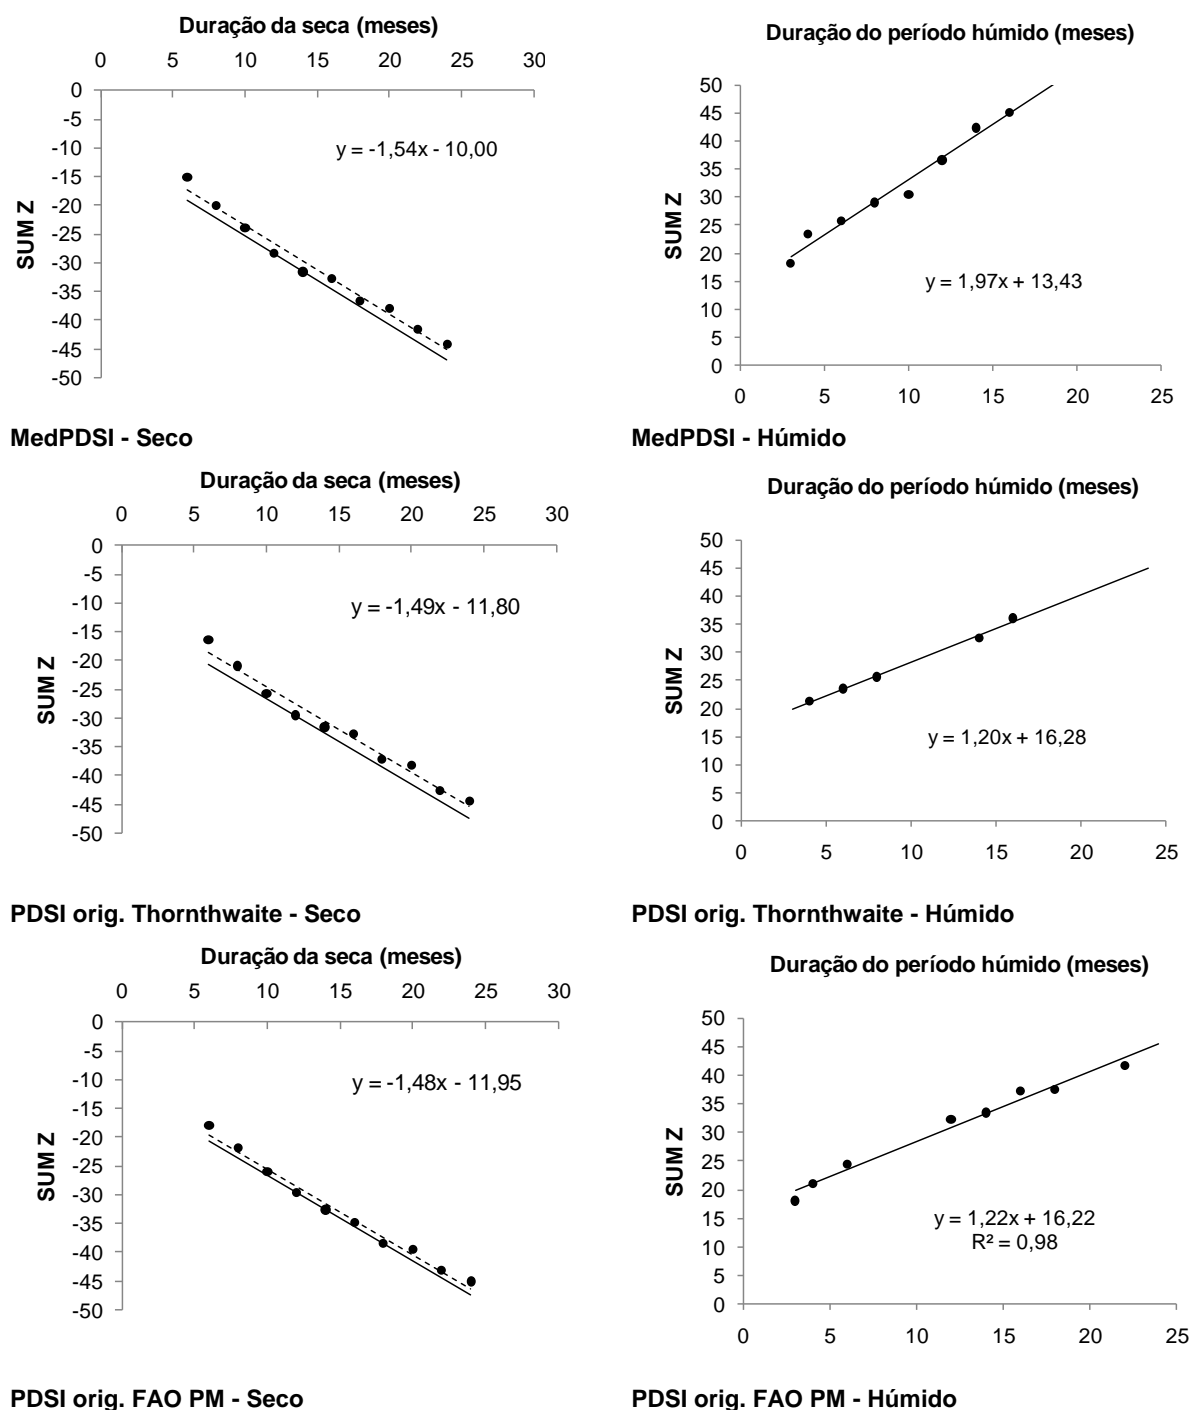 Duração da seca (meses)
0 5 10 15 20 25 30
0
-5
-10
-15
-20
-25
-30
-35
-40
-45
-50
SUM Z
y = -1,54x - 10,00
MedPDSI - Seco
Duração do período húmido (meses)
50
45
40
35
30
25
20
15
10
5
0
SUM Z
y = 1,97x + 13,43
0 5 10 15 20 25
MedPDSI - Húmido
Duração da seca (meses)
0 5 10 15 20 25 30
0
-5
-10
-15
-20
-25
-30
-35
-40
-45
-50
SUM Z
y = -1,49x - 11,80
PDSI orig. Thornthwaite - Seco
Duração do período húmido (meses)
50
45
40
35
30
25
20
15
10
5
0
SUM Z
y = 1,20x + 16,28
0 5 10 15 20 25
PDSI orig. Thornthwaite - Húmido
Duração da seca (meses)
0 5 10 15 20 25 30
0
-5
-10
-15
-20
-25
-30
-35
-40
-45
-50
SUM Z
y = -1,48x - 11,95
PDSI orig. FAO PM - Seco
Duração do período húmido (meses)
50
45
40
35
30
25
20
15
10
5
0
SUM Z
y = 1,22x + 16,22
R² = 0,98
0 5 10 15 20 25
PDSI orig. FAO PM - Húmido